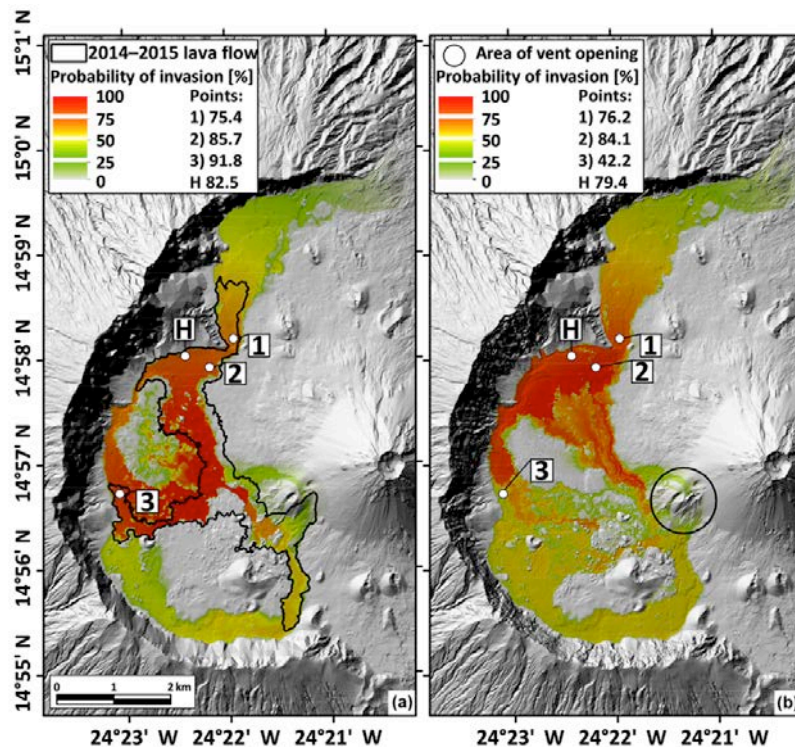 15°1' N
15°0' N
14°59' N
14°58' N
14°57' N
14°56' N
14°55' N
2014–2015 lava flow
Probability of invasion [%]
100
75
50
25
0
Points:
1) 75.4
2) 85.7
3) 91.8
H 82.5
H
1
2
3
0 1 2 km
(a)
24°23' W 24°22' W 24°21' W
Area of vent opening
Probability of invasion [%]
100
75
50
25
0
Points:
1) 76.2
2) 84.1
3) 42.2
H 79.4
H
1
2
3
(b)
24°23' W 24°22' W 24°21' W